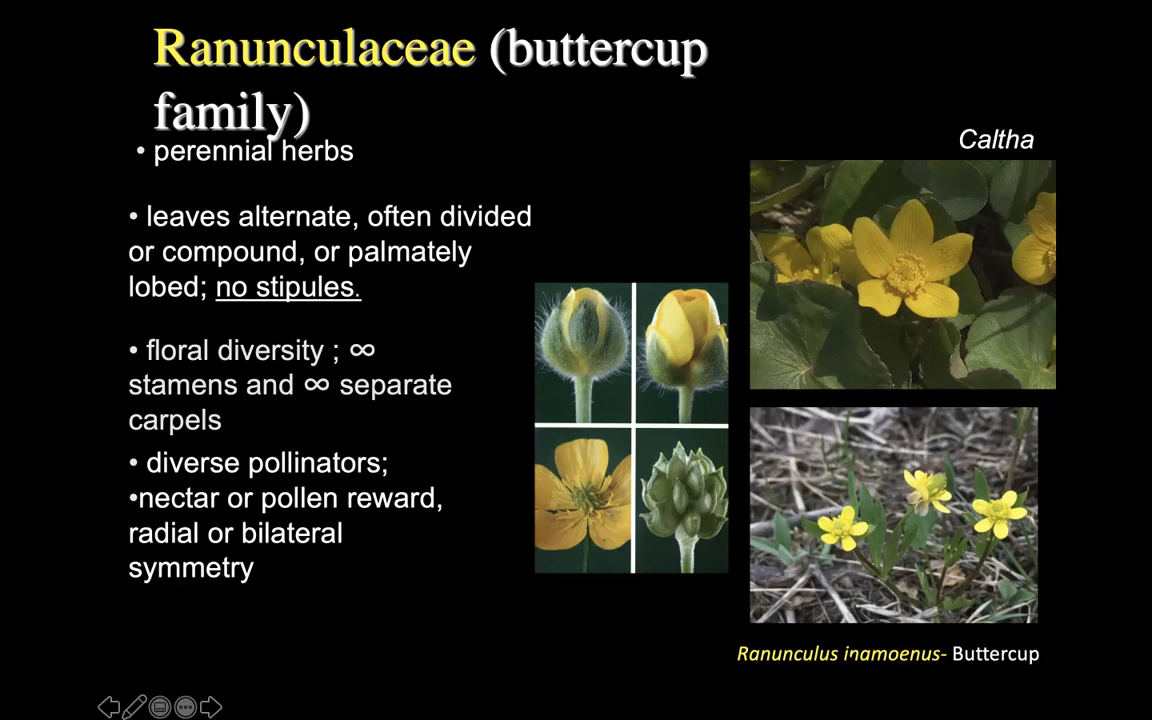 Ranunculaceae (buttercup
family)
• perennial herbs
• leaves alternate, often divided
or compound, or palmately
lobed; no stipules.
• floral diversity ; ∞
stamens and ∞ separate
carpels
• diverse pollinators;
•nectar or pollen reward,
radial or bilateral
symmetry
Caltha
Ranunculus inamoenus- Buttercup